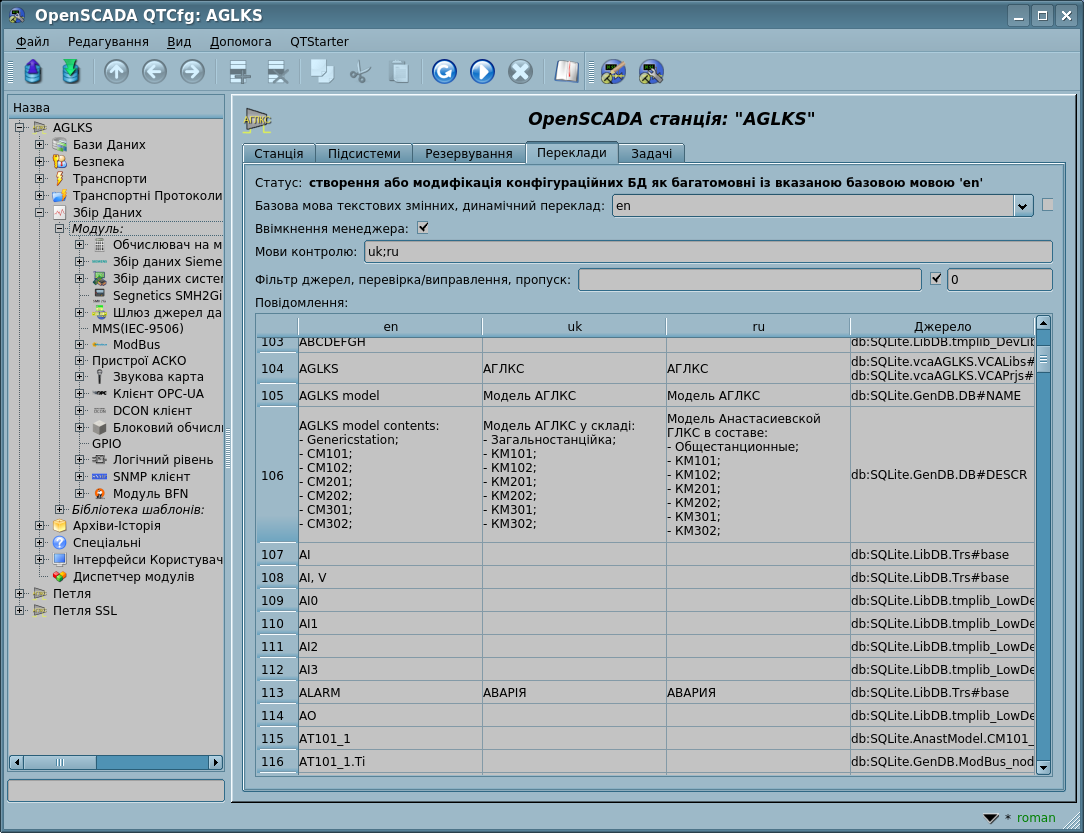 OpenSCADA QTCfg: AGLKS
Файл Редагування Вид Допомога QTStarter
Назва
AGLKS
Бази Даних
Безпека
Транспорти
Транспортні Протоколи
Збір Даних
Модуль:
Обчислювач на м
Збір даних Sieme
Збір даних систем
Segnetics SMH2Gi
Шлюз джерел да
MMS(IEC-9506)
ModBus
Пристрої АСКО
Звукова карта
Клієнт OPC-UA
DCON клієнт
Блоковий обчисл
GPIO
Логічний рівень
SNMP клієнт
Модуль BFN
Бібліотека шаблонів:
Архіви-Історія
Спеціальні
Інтерфейси Користувач
Диспетчер модулів
Петля
Петля SSL
АГЛКС
OpenSCADA станція: "AGLKS"
Станція Підсистеми Резервування Переклади Задачі
Статус: створення або модифікація конфігураційних БД як багатомовні із вказаною базовою мовою 'en'
Базова мова текстових змінних, динамічний переклад: en
Ввімкнення менеджера:
Мови контролю: uk;ru
Фільтр джерел, перевірка/виправлення, пропуск: 0
Повідомлення:
en uk ru Джерело
103 ABCDEFGH db:SQLite.LibDB.tmplib_DevLib
104 AGLKS АГЛКС АГЛКС db:SQLite.vcaAGLKS.VCALibs#
db:SQLite.vcaAGLKS.VCAPrjs#
105 AGLKS model Модель АГЛКС Модель АГЛКС db:SQLite.GenDB.DB#NAME
106
AGLKS model contents:
- Genericstation;
- CM101;
- CM102;
- CM201;
- CM202;
- CM301;
- CM302;
Модель АГЛКС у складі:
- Загальностанційка;
- КМ101;
- КМ102;
- КМ201;
- КМ202;
- КМ301;
- КМ302;
Модель Анастасиевской
ГЛКС в составе:
- Общестанционные;
- КМ101;
- КМ102;
- КМ201;
- КМ202;
- КМ301;
- КМ302;
db:SQLite.GenDB.DB#DESCR
107 AI db:SQLite.LibDB.Trs#base
108 AI, V db:SQLite.LibDB.Trs#base
109 AI0 db:SQLite.LibDB.tmplib_LowDe
110 AI1 db:SQLite.LibDB.tmplib_LowDe
111 AI2 db:SQLite.LibDB.tmplib_LowDe
112 AI3 db:SQLite.LibDB.tmplib_LowDe
113 ALARM АВАРІЯ АВАРИЯ db:SQLite.LibDB.Trs#base
114 AO db:SQLite.LibDB.tmplib_LowDe
115 AT101_1 db:SQLite.AnastModel.CM101_
116 AT101_1.Ti db:SQLite.GenDB.ModBus_nod
* roman